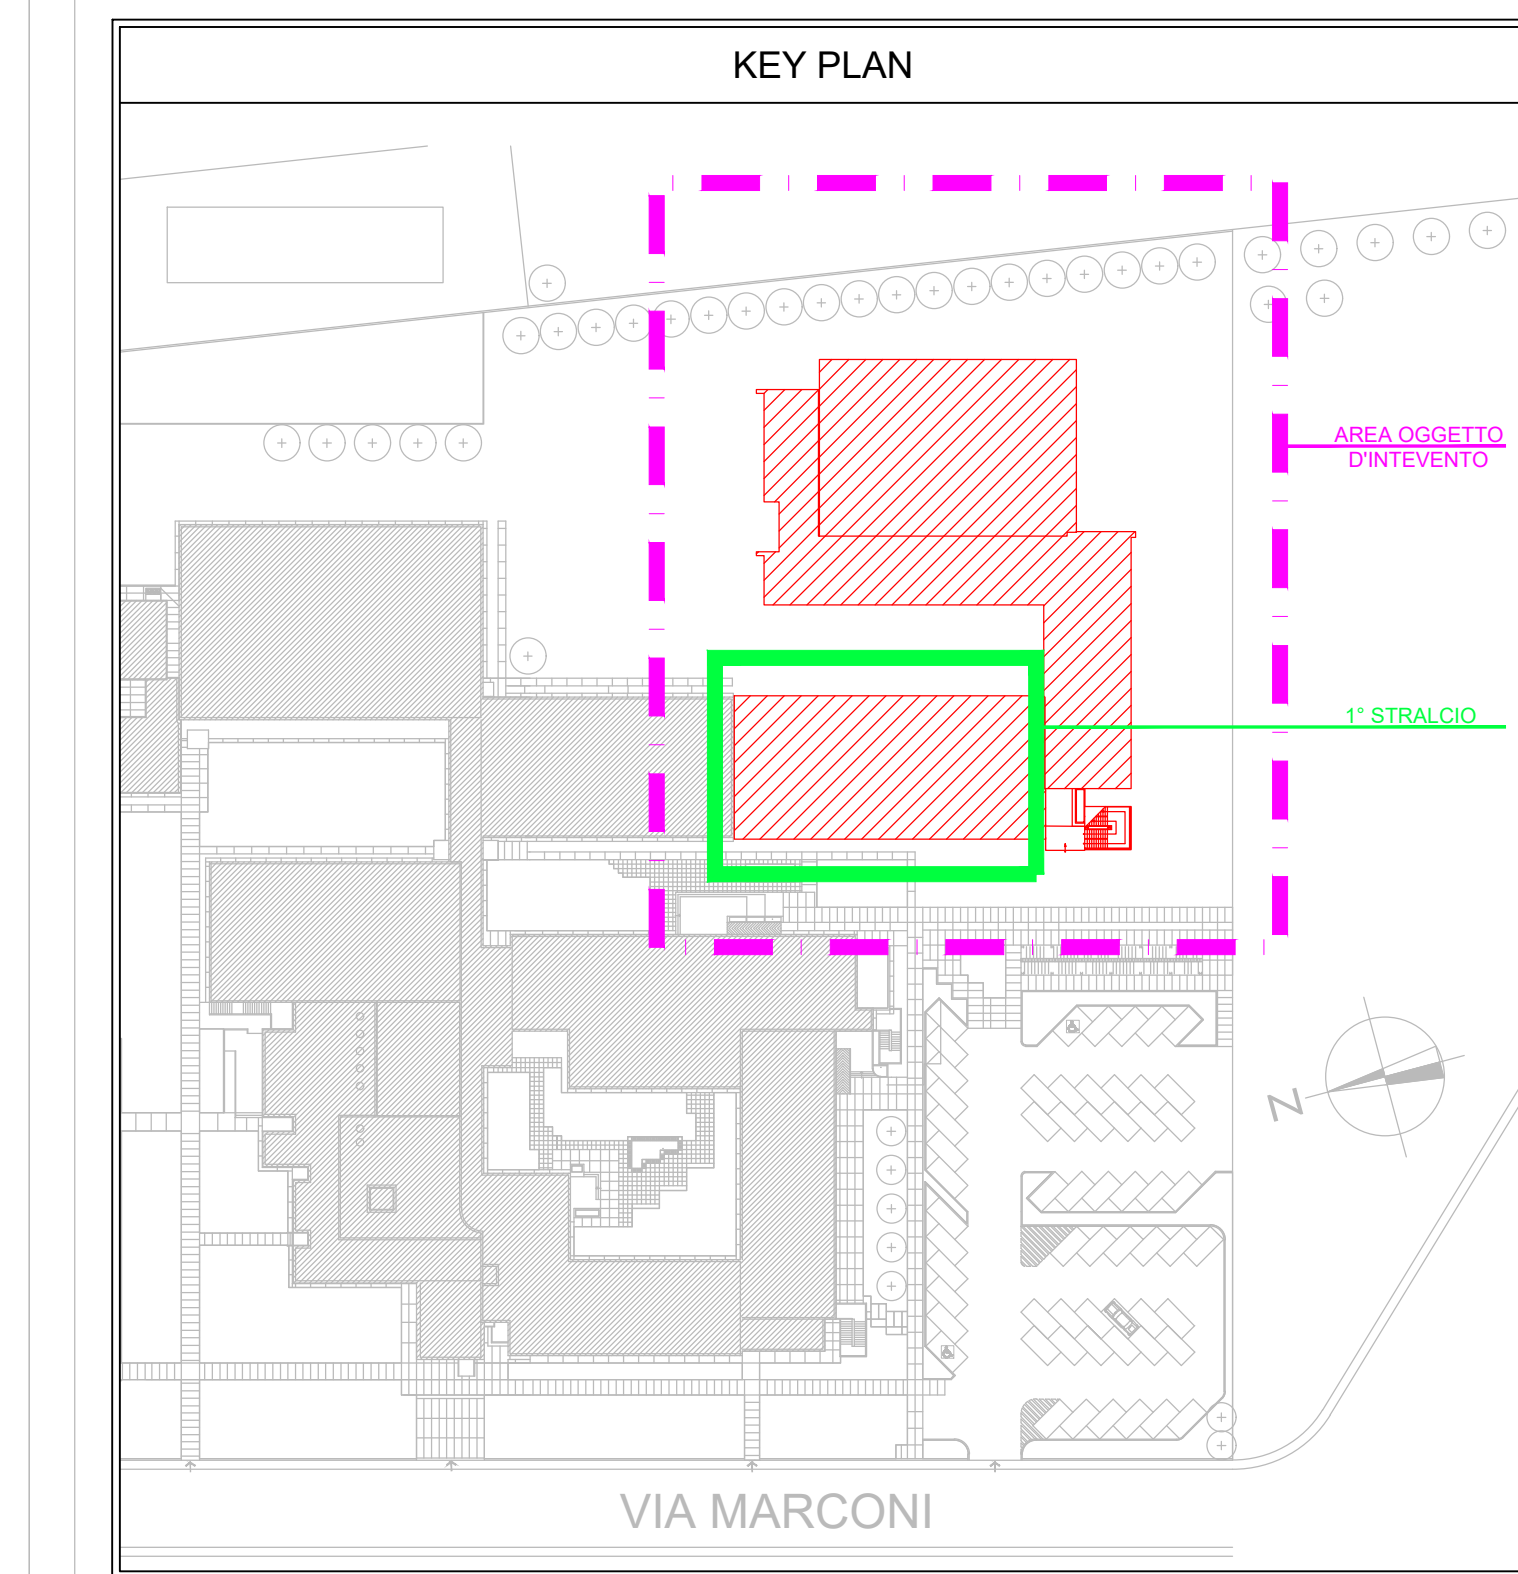 KEY PLAN
AREA OGGETTO
D'INTEVENTO
1° STRALCIO
N
VIA MARCONI